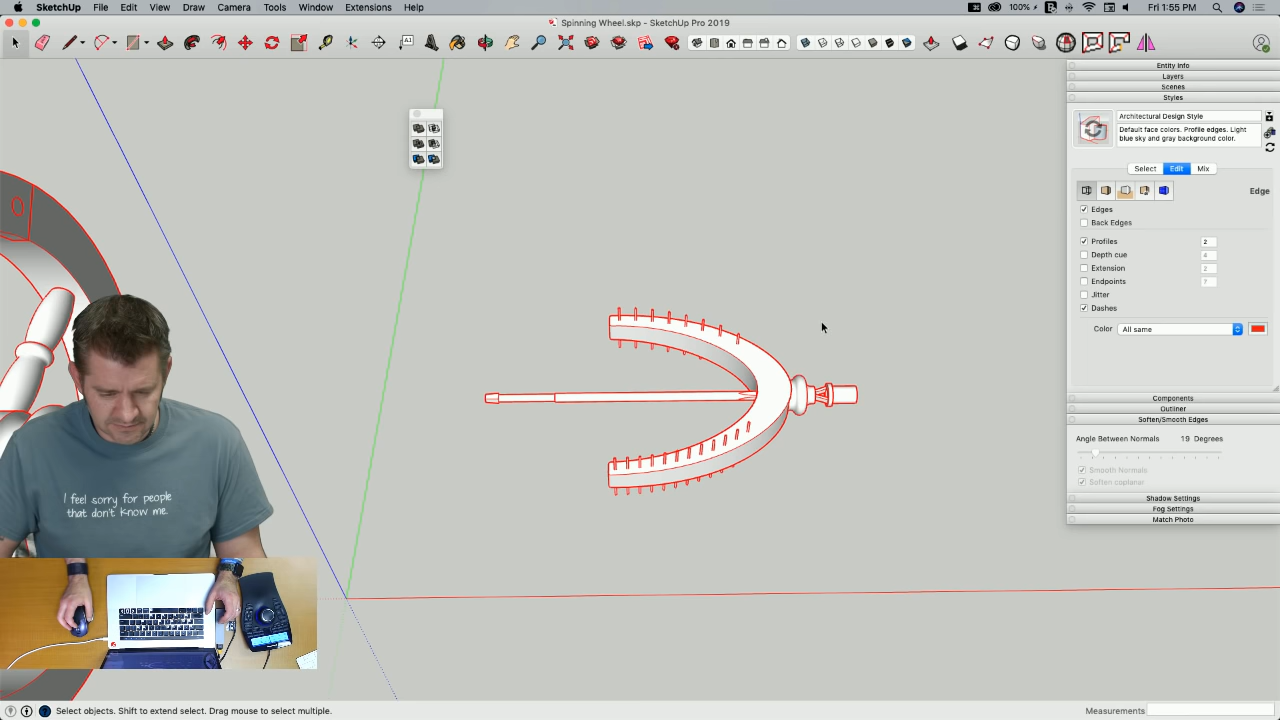 SketchUp File Edit View Draw Camera Tools Window Extensions Help
100% Fri 1:55 PM
Spinning Wheel.skp - SketchUp Pro 2019
Entity Info
Layers
Scenes
Styles
Architectural Design Style
Default face colors. Profile edges. Light
blue sky and gray background color.
Select Edit Mix
Edge
Edges
Back Edges
Profiles 2
Depth cue 4
Extension 2
Endpoints 7
Jitter
Dashes
Color All same
Components
Outliner
Soften/Smooth Edges
Angle Between Normals 19 Degrees
Smooth Normals
Soften coplanar
Shadow Settings
Fog Settings
Match Photo
I feel sorry for people
that don't know me.
Select objects. Shift to extend select. Drag mouse to select multiple.
Measurements